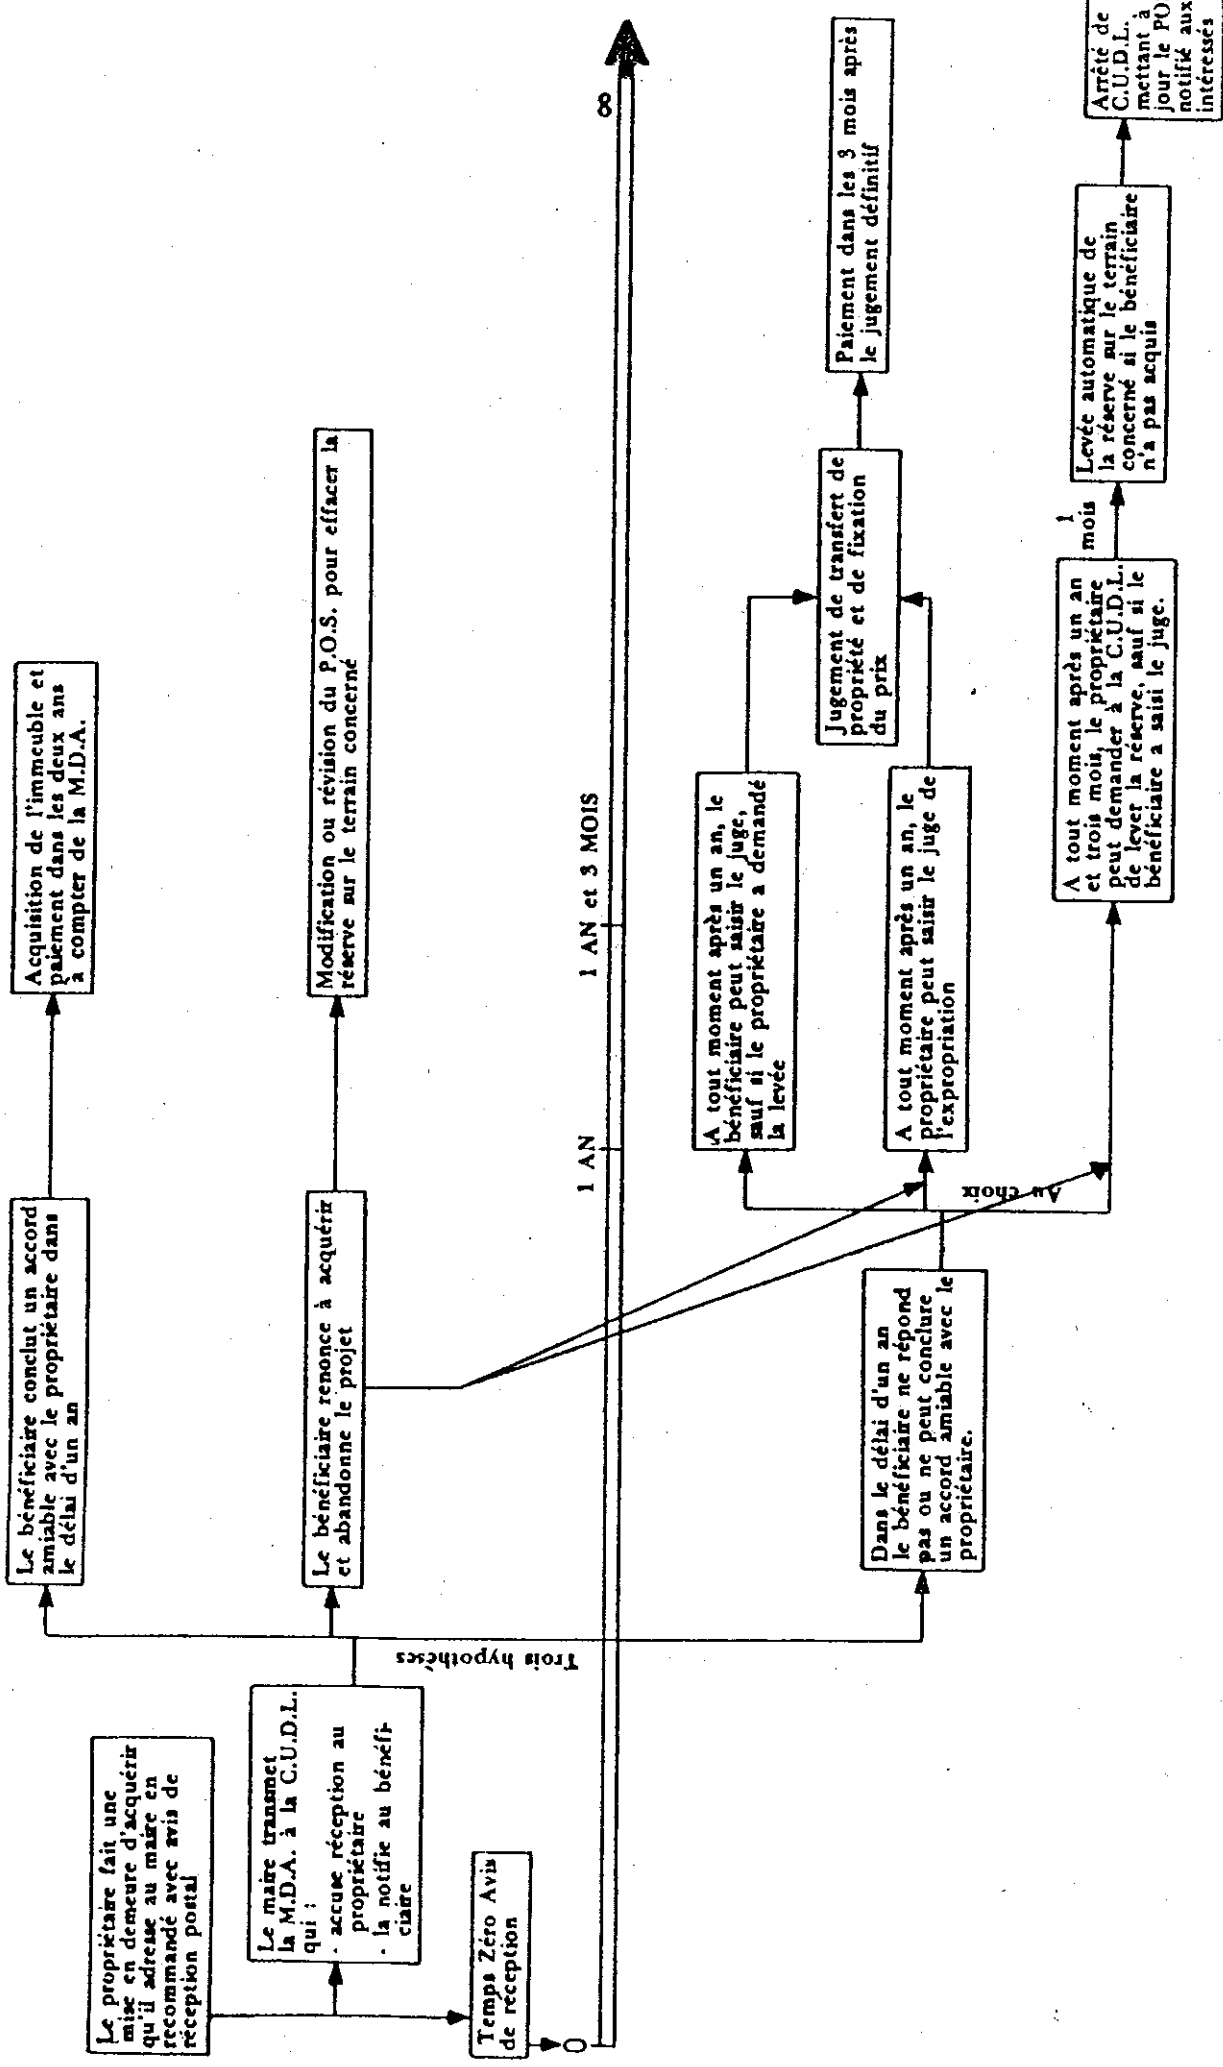 Le propriétaire fait une
mise en demeure d'acquérir
qu'il adresse au maire en
recommandé avec avis de
réception postal
Le maire transmet
la M.D.A. à la C.U.D.L.
qui :
- accuse réception au
propriétaire
- la notifie au bénéfi-
ciaire
Temps Zéro Avis
de réception
Trois hypothéses
Le bénéficiaire conclut un accord
amiable avec le propriétaire dans
le délai d'un an
Acquisition de l'immeuble et
paiement dans les deux ans
a compter de la M.D.A.
Le bénéficiaire renonce à acquérir
et abandonne le projet
Modification ou révision du P.O.S. pour effacer la
réserve sur le terrain concerné
0
1 AN
1 AN et 3 MOIS
∞
Dans le délai d'un an
le bénéficiaire ne répond
pas ou ne peut conclure
un accord amiable avec le
propriétaire.
Au choix
A tout moment après un an, le
bénéficiaire peut saisir le juge,
sauf si le propriétaire a demandé
la levée
A tout moment après un an, le
propriétaire peut saisir le juge de
l'expropriation
Jugement de transfert de
propriété et de fixation
du prix
Paiement dans les 3 mois après
le jugement définitif
A tout moment après un an
et trois mois, le propriétaire
peut demander à la C.U.D.L.
de lever la réserve, sauf si le
bénéficiaire a saisi le juge.
1
mois
Levée automatique de
la réserve sur le terrain
concerné si le bénéficiaire
n'a pas acquis
Arrêté de
C.U.D.L.
mettant à
jour le PO
notifié aux
intéressés